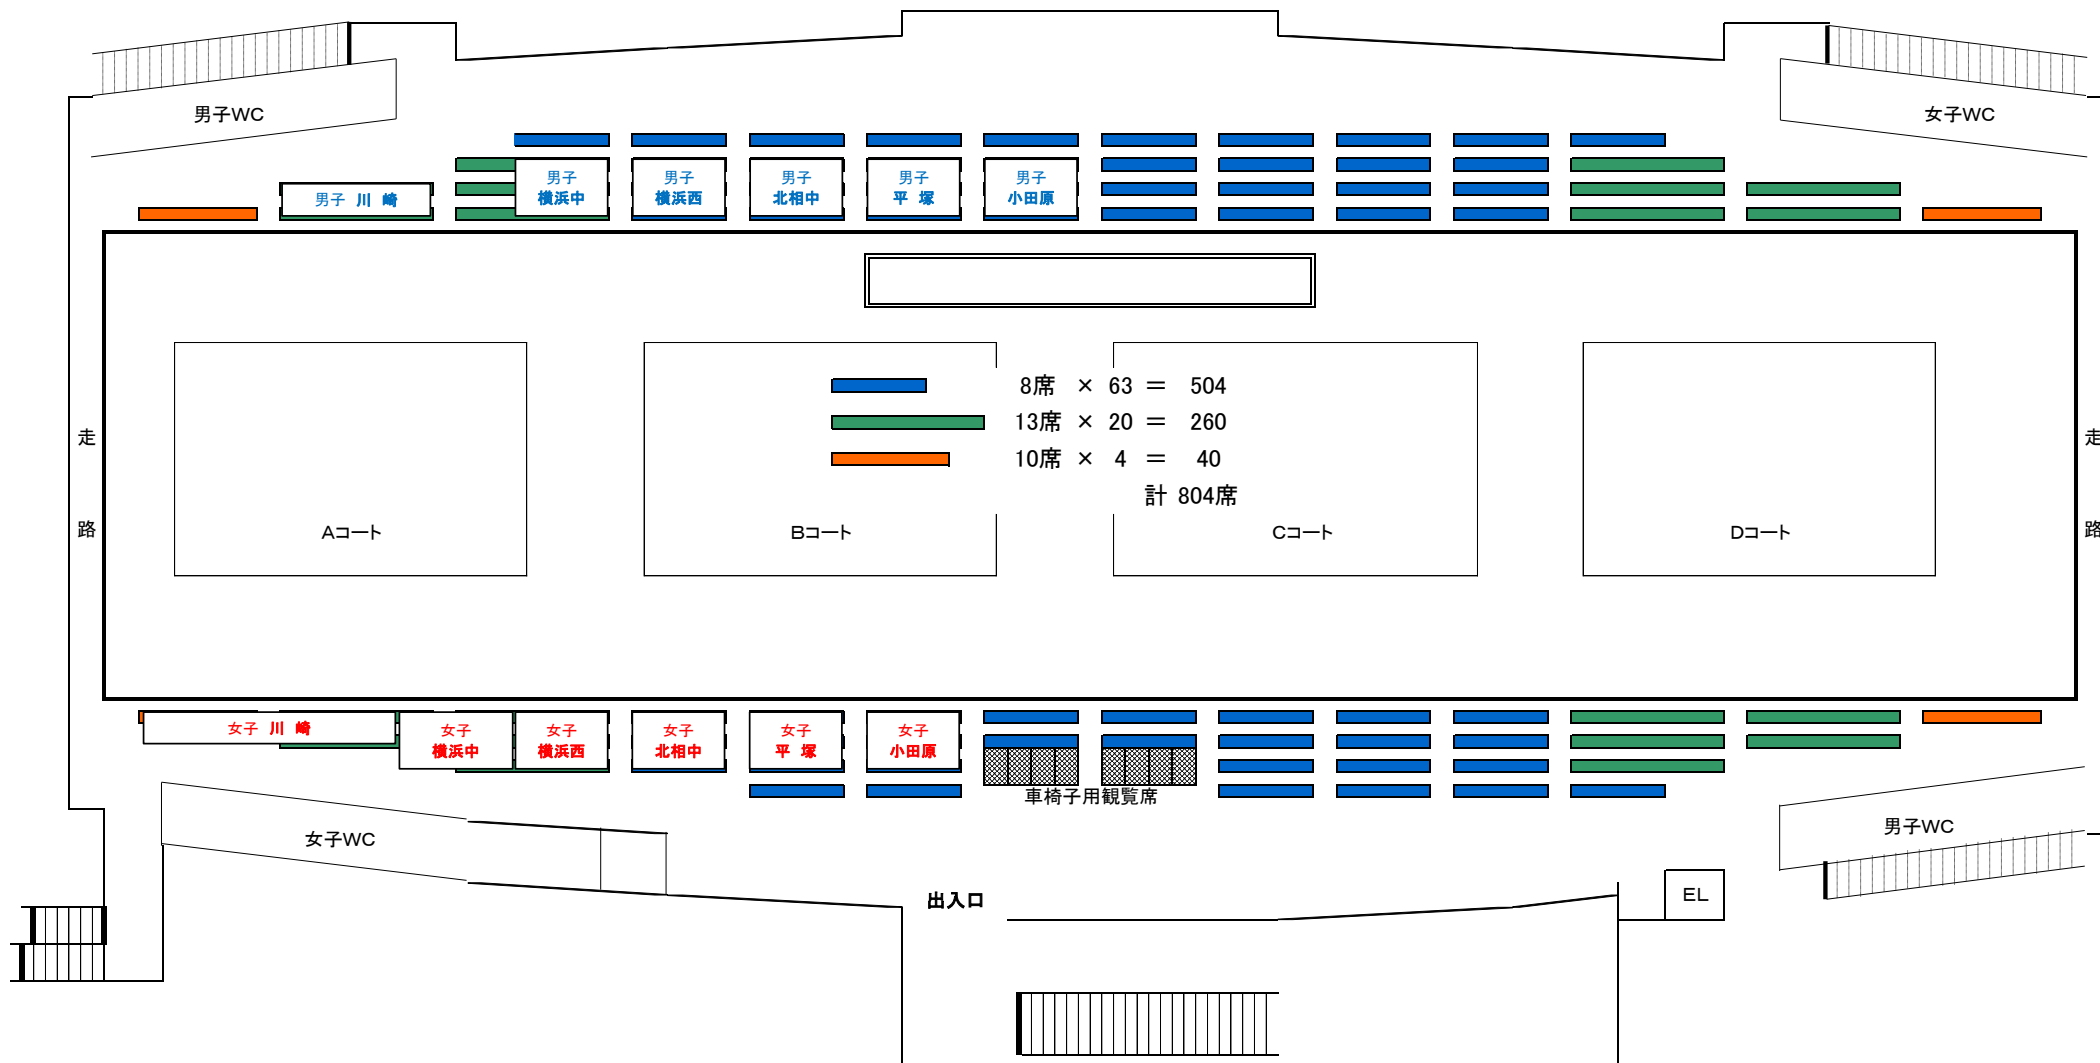 男子WC
女子WC
男子 川 崎
男子
横浜中
男子
横浜西
男子
北相中
男子
平 塚
男子
小田原
8席 × 63 = 504
13席 × 20 = 260
10席 × 4 = 40
計 804席
走
路
走
路
Aコート
Bコート
Cコート
Dコート
女子 川 崎
女子
横浜中
女子
横浜西
女子
北相中
女子
平 塚
女子
小田原
車椅子用観覧席
女子WC
男子WC
出入口
EL